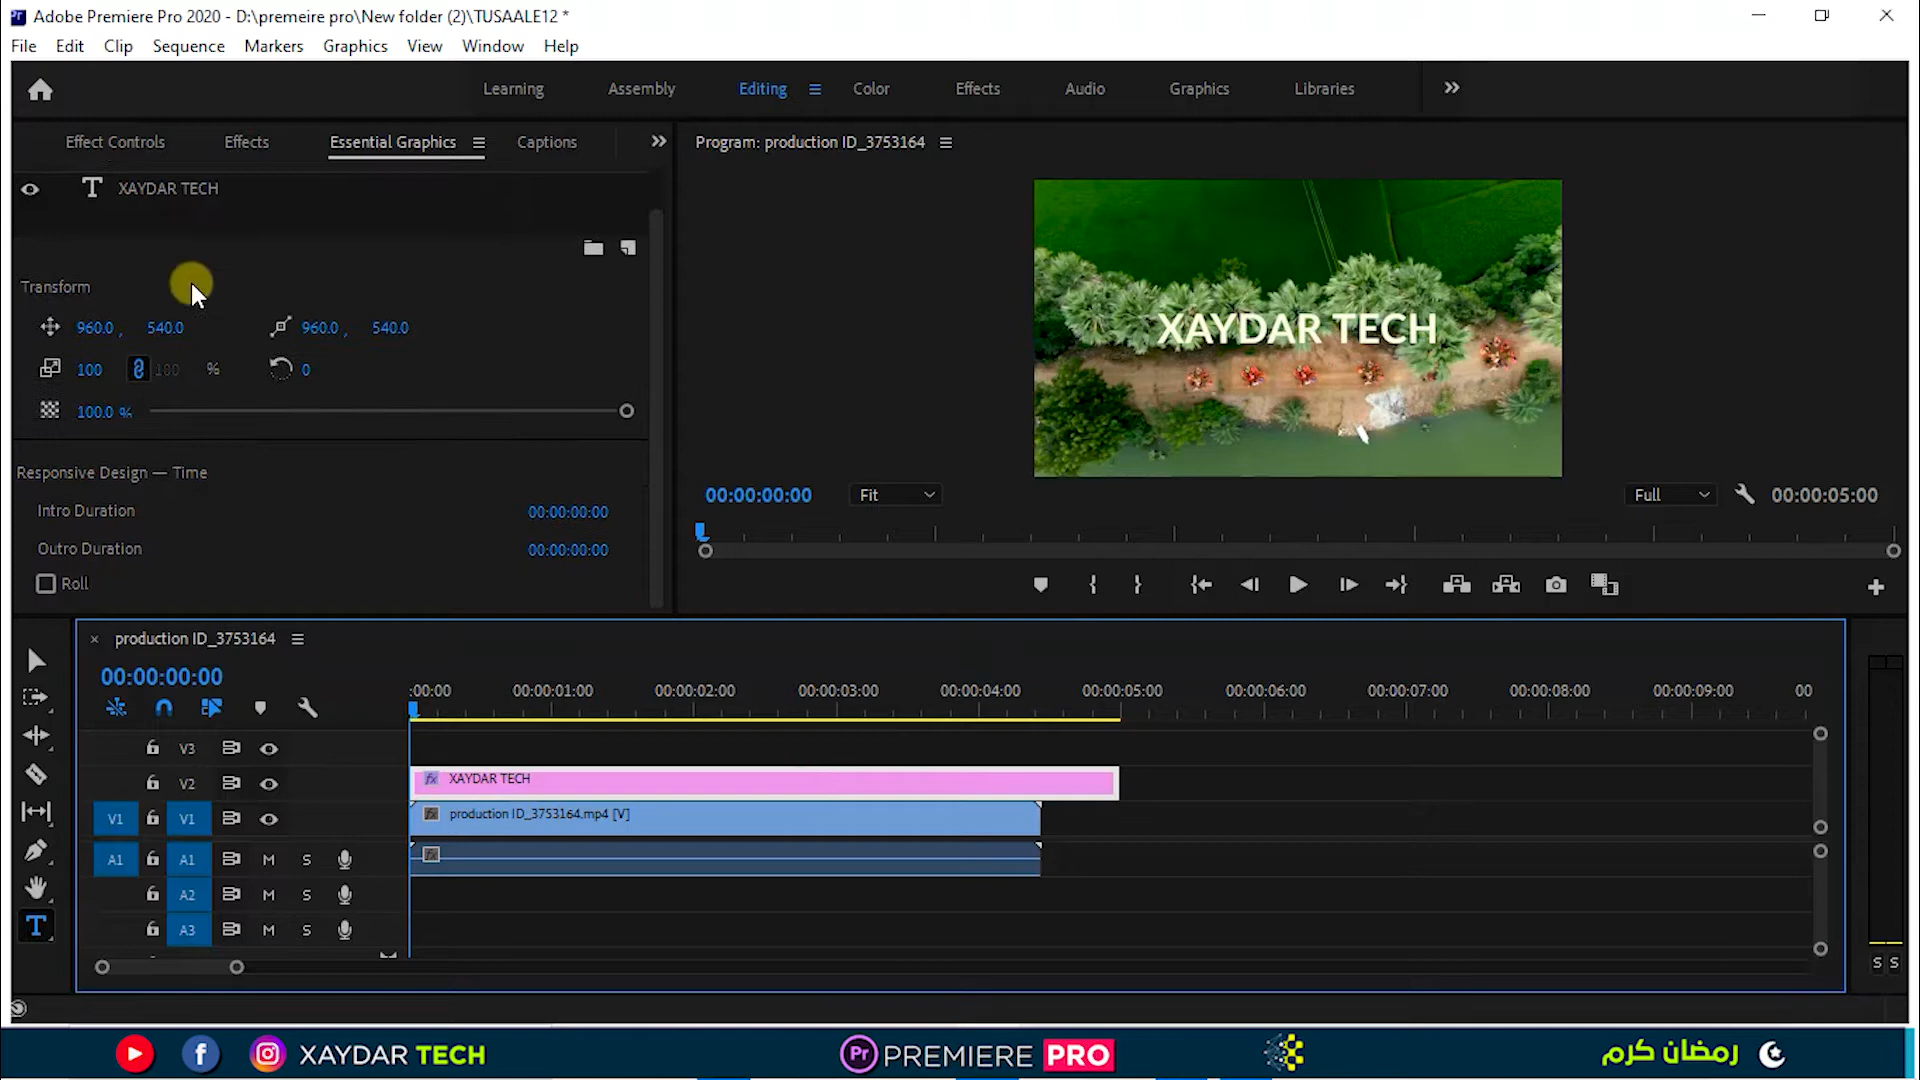 Adobe Premiere Pro 2020 - D:\premeire pro\New folder (2)\TUSAALE12 *
File Edit Clip Sequence Markers Graphics View Window Help
Learning Assembly Editing Color Effects Audio Graphics Libraries
Effect Controls Effects Essential Graphics Captions
Program: production ID_3753164
T XAYDAR TECH
Transform
960.0 , 540.0 960.0 , 540.0
100 100 % 0
100.0 %
XAYDAR TECH
Responsive Design — Time
Intro Duration 00:00:00:00
Outro Duration 00:00:00:00
Roll
00:00:00:00 Fit Full 00:00:05:00
production ID_3753164
00:00:00:00
:00:00 00:00:01:00 00:00:02:00 00:00:03:00 00:00:04:00 00:00:05:00 00:00:06:00 00:00:07:00 00:00:08:00 00:00:09:00 00
V3
V2 fx XAYDAR TECH
V1 V1 fx production ID_3753164.mp4 [V]
A1 A1 M S fx
A2 M S
T A3 M S
S S
f XAYDAR TECH Pr PREMIERE PRO رمضان كرم